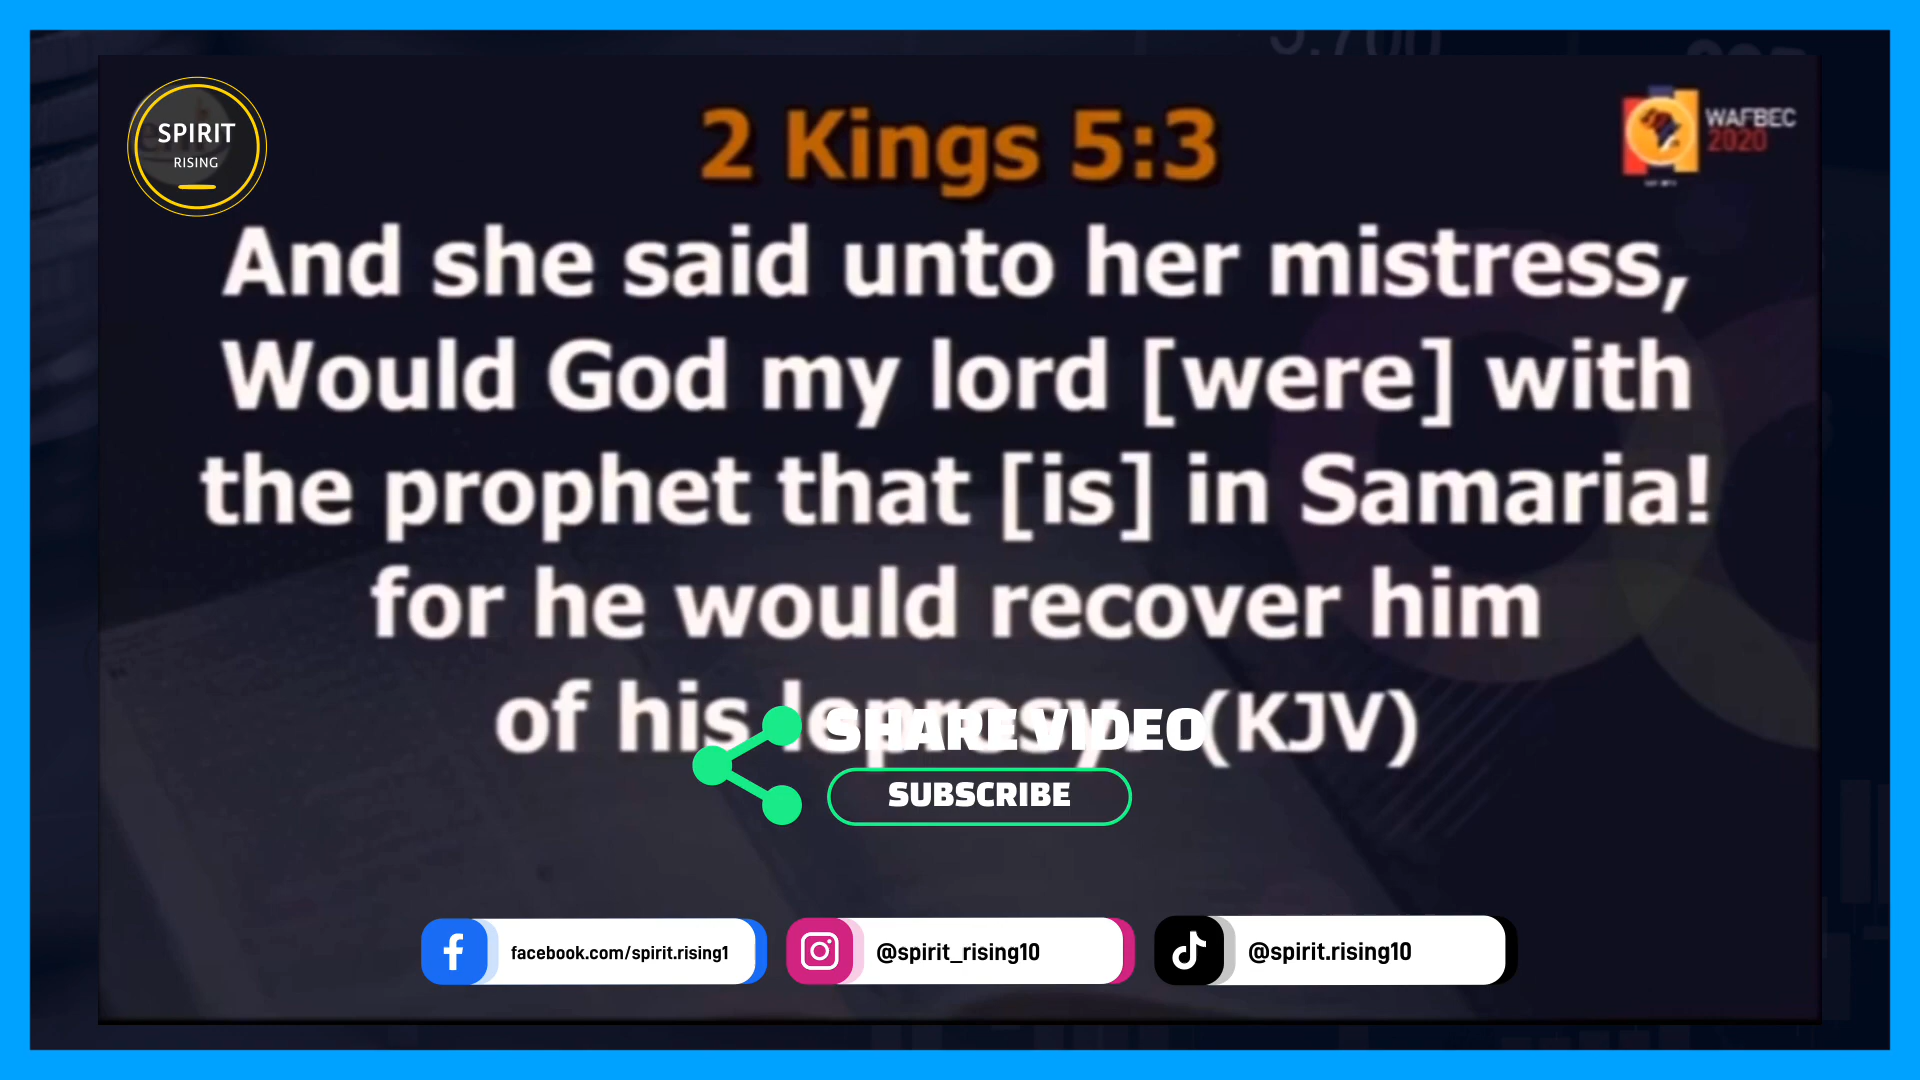 5,700
SPIRIT
RISING
WAFBEC
2020
2 Kings 5:3
And she said unto her mistress,
Would God my lord [were] with
the prophet that [is] in Samaria!
for he would recover him
of his leprosy. (KJV)
SHARE VIDEO
SUBSCRIBE
facebook.com/spirit.rising1
@spirit_rising10
@spirit.rising10